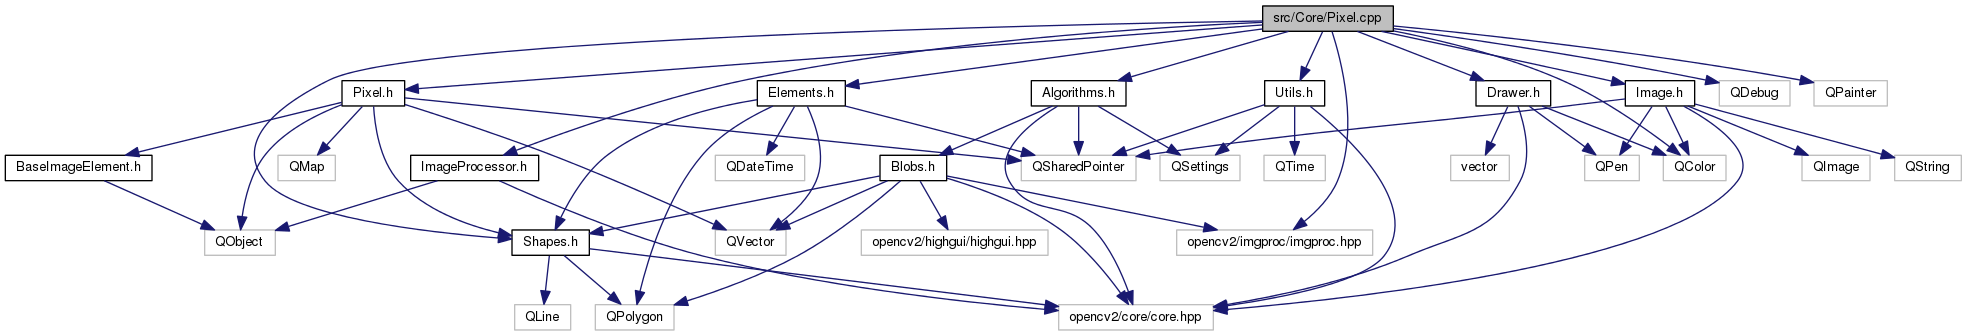 src/Core/Pixel.cpp
Pixel.h
Elements.h
Algorithms.h
Utils.h
Drawer.h
Image.h
QDebug
QPainter
BaseImageElement.h
QMap
ImageProcessor.h
QDateTime
Blobs.h
QSharedPointer
QSettings
QTime
vector
QPen
QColor
QImage
QString
QObject
Shapes.h
QVector
opencv2/highgui/highgui.hpp
opencv2/imgproc/imgproc.hpp
QLine
QPolygon
opencv2/core/core.hpp